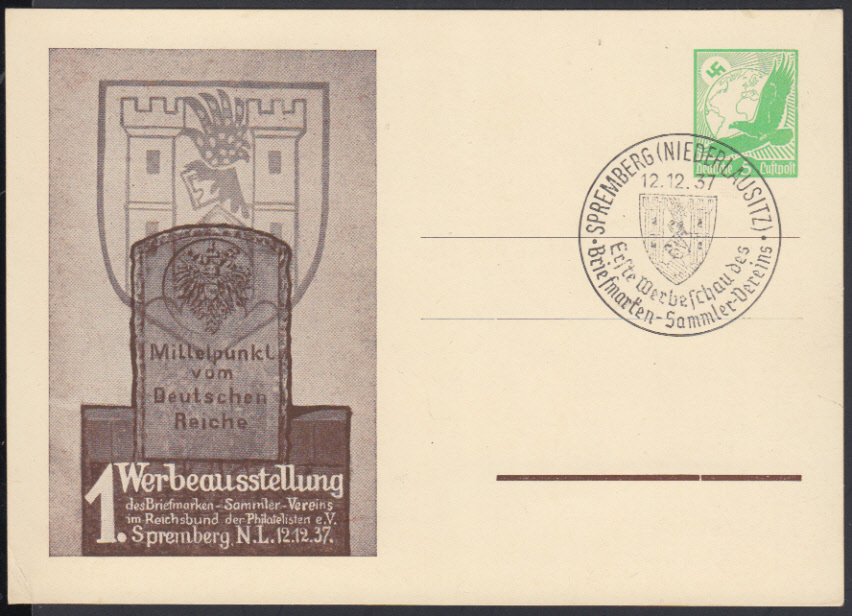 Mittelpunkt
vom
Deutschen
Reiche
1. Werbeausstellung
des Briefmarken-Sammler-Vereins
im Reichsbund der Philatelisten e.V.
Spremberg, N.L. 12.12.37.
Deutsche 5 Luftpost
• SPREMBERG (NIEDERLAUSITZ) •
12.12.37
Erste Werbeschau des
Briefmarken-Sammler-Vereins